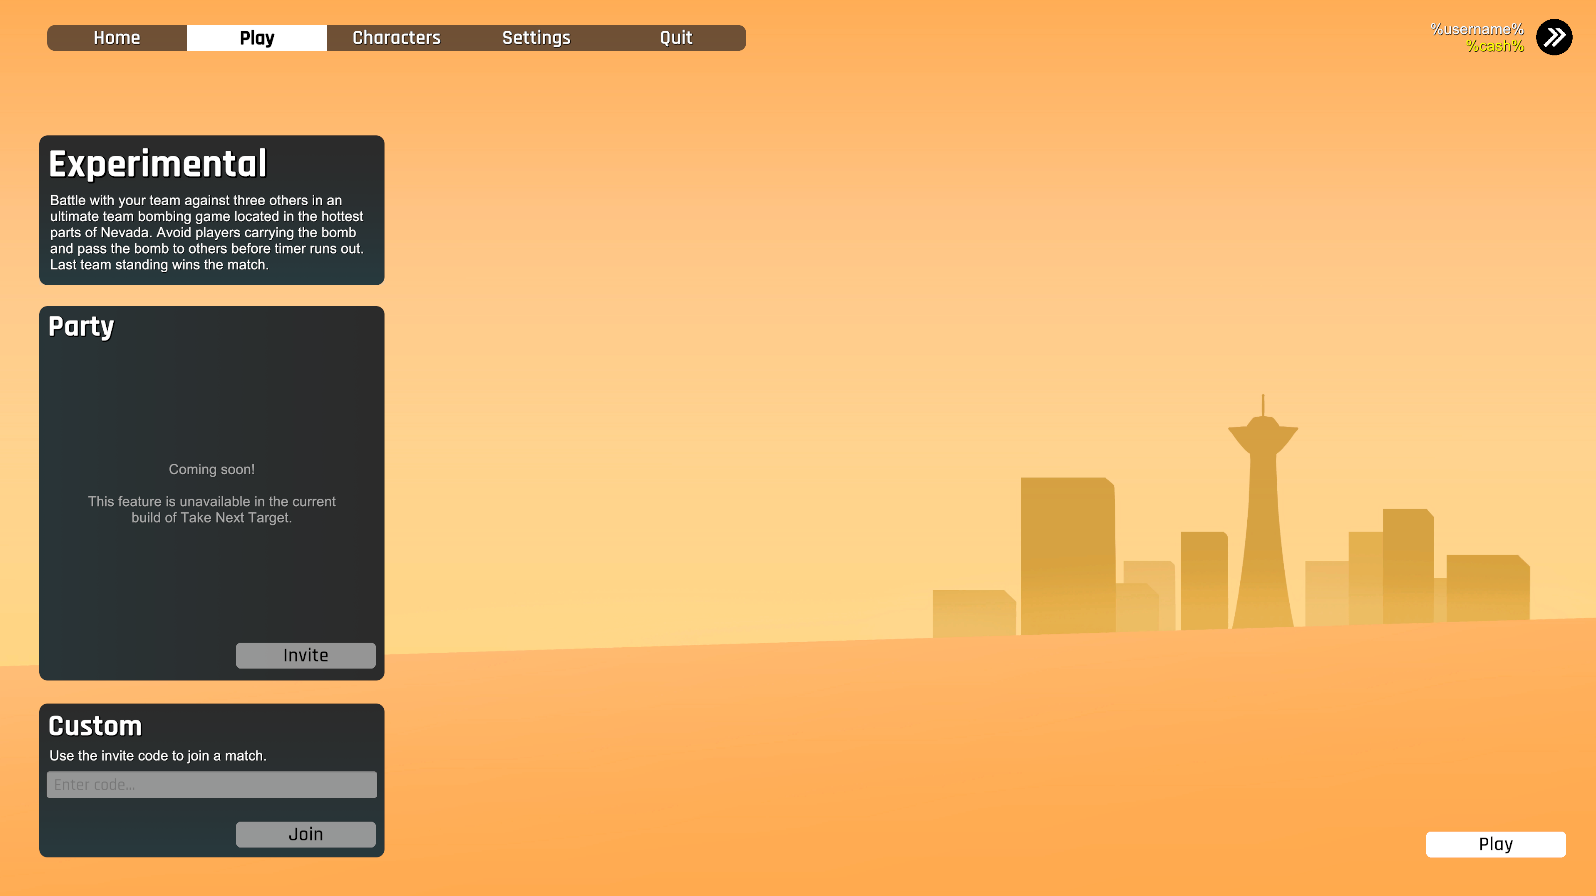 Home
Play
Characters
Settings
Quit
%username%
%cash%
Experimental
Battle with your team against three others in an
ultimate team bombing game located in the hottest
parts of Nevada. Avoid players carrying the bomb
and pass the bomb to others before timer runs out.
Last team standing wins the match.
Party
Coming soon!
This feature is unavailable in the current
build of Take Next Target.
Invite
Custom
Use the invite code to join a match.
Enter code...
Join
Play